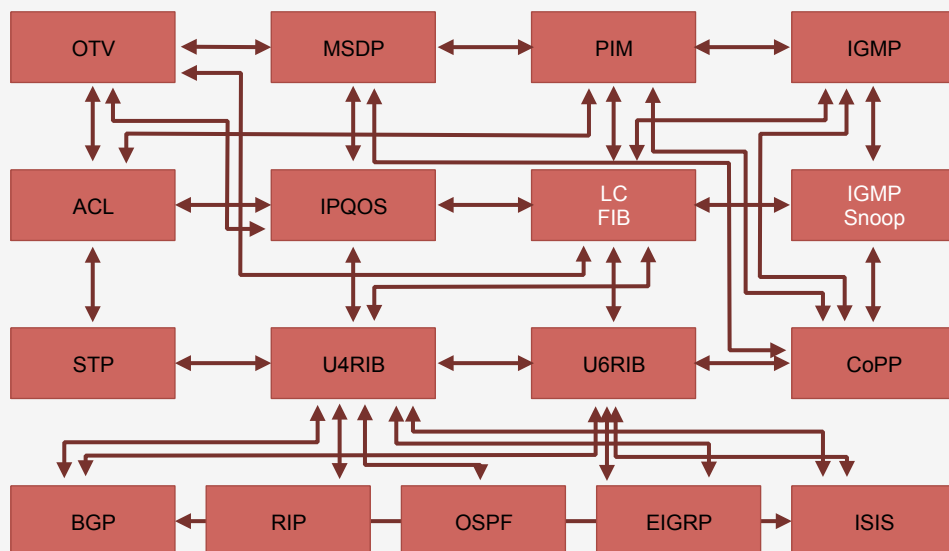 OTV
MSDP
PIM
IGMP
ACL
IPQOS
LC
FIB
IGMP
Snoop
STP
U4RIB
U6RIB
CoPP
BGP
RIP
OSPF
EIGRP
ISIS